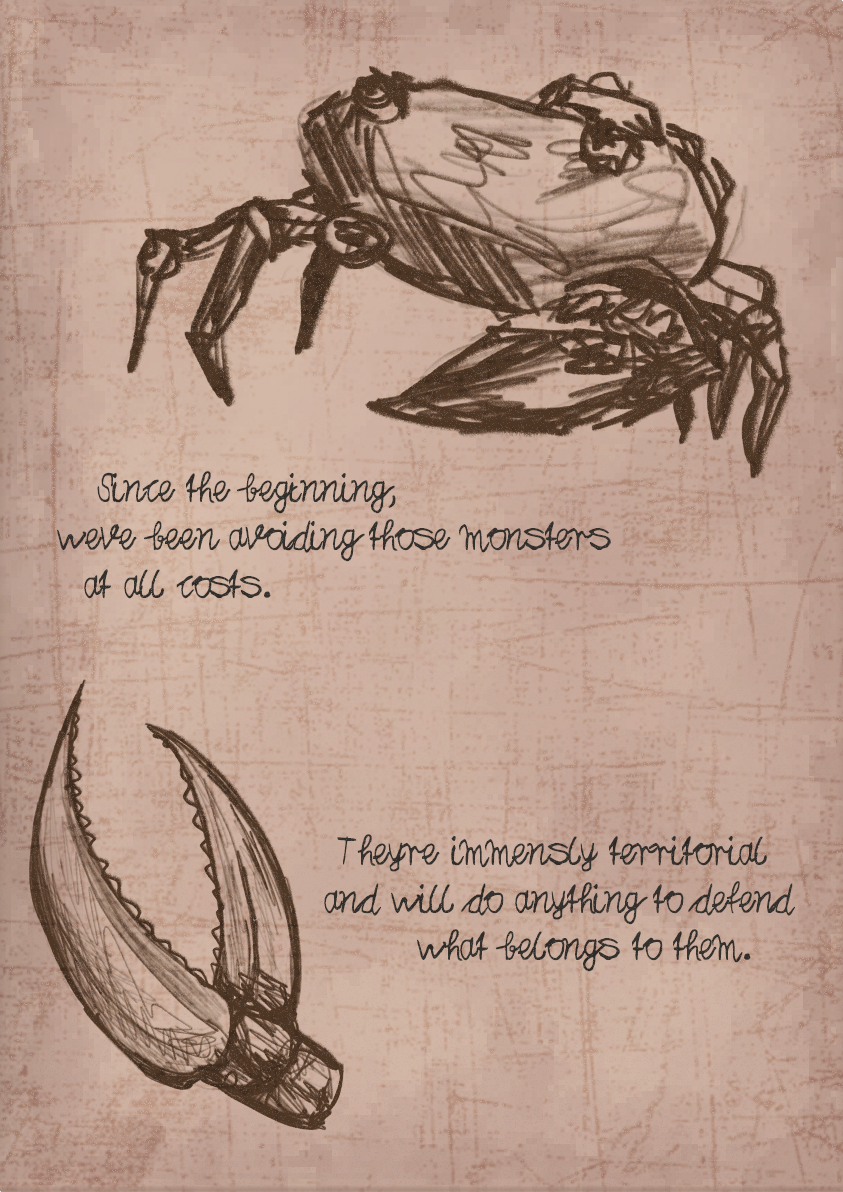 Since the beginning,
weve been avoiding those monsters
at all costs.
Theyre immensly territorial
and will do anything to defend
what belongs to them.